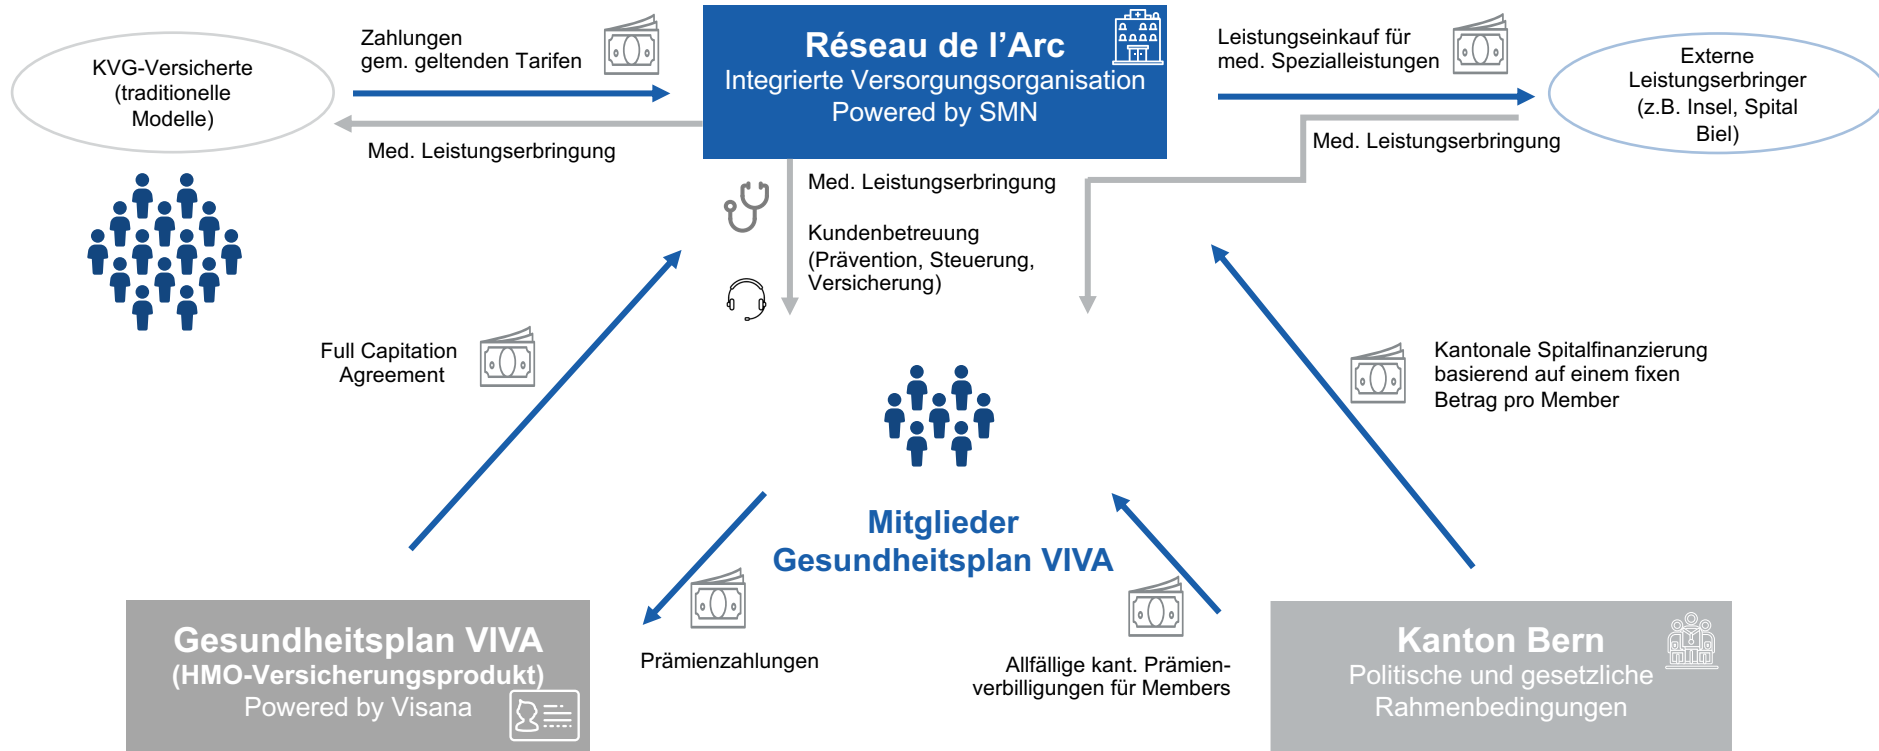 KVG-Versicherte
(traditionelle
Modelle)
Zahlungen
gem. geltenden Tarifen
Med. Leistungserbringung
Réseau de l’Arc
Integrierte Versorgungsorganisation
Powered by SMN
Leistungseinkauf für
med. Spezialleistungen
Externe
Leistungserbringer
(z.B. Insel, Spital
Biel)
Med. Leistungserbringung
Med. Leistungserbringung
Kundenbetreuung
(Prävention, Steuerung,
Versicherung)
Full Capitation
Agreement
Kantonale Spitalfinanzierung
basierend auf einem fixen
Betrag pro Member
Mitglieder
Gesundheitsplan VIVA
Gesundheitsplan VIVA
(HMO-Versicherungsprodukt)
Powered by Visana
Prämienzahlungen
Allfällige kant. Prämien-
verbilligungen für Members
Kanton Bern
Politische und gesetzliche
Rahmenbedingungen